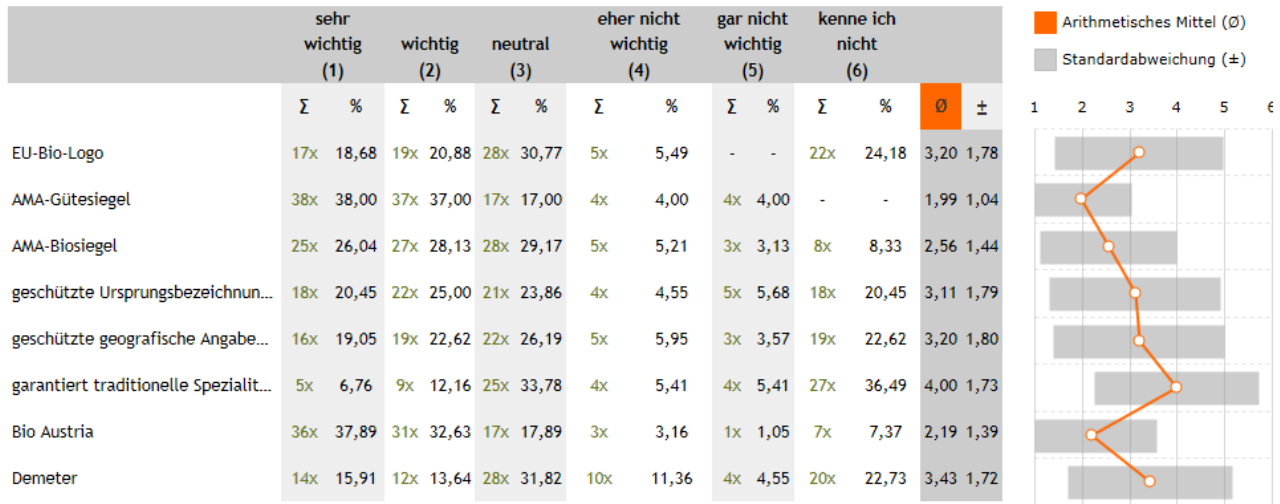 sehr wichtig (1) wichtig (2) neutral (3) eher nicht wichtig (4) gar nicht wichtig (5) kenne ich nicht (6)
Σ % Σ % Σ % Σ % Σ % Σ % Ø ±
EU-Bio-Logo 17x 18,68 19x 20,88 28x 30,77 5x 5,49 - - 22x 24,18 3,20 1,78
AMA-Gütesiegel 38x 38,00 37x 37,00 17x 17,00 4x 4,00 4x 4,00 - - 1,99 1,04
AMA-Biosiegel 25x 26,04 27x 28,13 28x 29,17 5x 5,21 3x 3,13 8x 8,33 2,56 1,44
geschützte Ursprungsbezeichnun... 18x 20,45 22x 25,00 21x 23,86 4x 4,55 5x 5,68 18x 20,45 3,11 1,79
geschützte geografische Angabe... 16x 19,05 19x 22,62 22x 26,19 5x 5,95 3x 3,57 19x 22,62 3,20 1,80
garantiert traditionelle Spezialit... 5x 6,76 9x 12,16 25x 33,78 4x 5,41 4x 5,41 27x 36,49 4,00 1,73
Bio Austria 36x 37,89 31x 32,63 17x 17,89 3x 3,16 1x 1,05 7x 7,37 2,19 1,39
Demeter 14x 15,91 12x 13,64 28x 31,82 10x 11,36 4x 4,55 20x 22,73 3,43 1,72
Arithmetisches Mittel (Ø)
Standardabweichung (±)
1 2 3 4 5 6